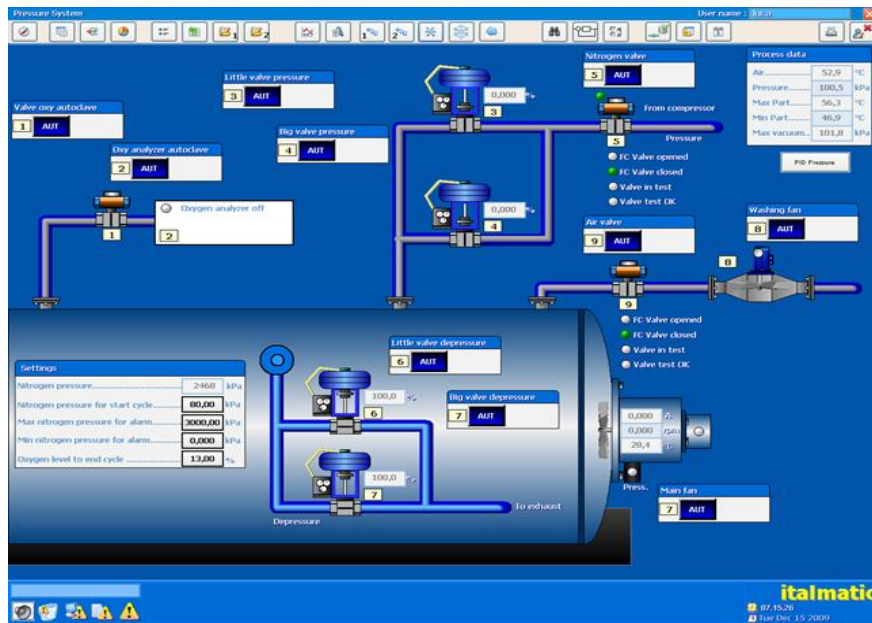 Pressure System
User name : luca
1
2
1
2
Little valve pressure
3 AUT
Valve oxy autoclave
1 AUT
Big valve pressure
4 AUT
Oxy analyzer autoclave
2 AUT
Oxygen analyzer off
2
1
0,000 %
3
0,000 %
4
Nitrogen valve
5 AUT
From compressor
5
Pressure
FC Valve opened
FC Valve closed
Valve in test
Valve test OK
Process data
Air 52,9 °C
Pressure 100,5 kPa
Max Part. 56,3 °C
Min Part. 46,9 °C
Max vacuum 101,8 kPa
PID Pressure
Washing fan
8 AUT
8
Air valve
9 AUT
9
FC Valve opened
FC Valve closed
Valve in test
Valve test OK
Settings
Nitrogen pressure 2468 kPa
Nitrogen pressure for start cycle 80,00 kPa
Max nitrogen pressure for alarm 3000,00 kPa
Min nitrogen pressure for alarm 0,000 kPa
Oxygen level to end cycle 13,00 %
Little valve depressure
6 AUT
100,0 %
6
Big valve depressure
7 AUT
100,0 %
7
Depressure
To exhaust
0,000 A
0,000 rpm
28,4
Press.
Main fan
7 AUT
italmatic
07.15.26
Tue Dec 15 2009